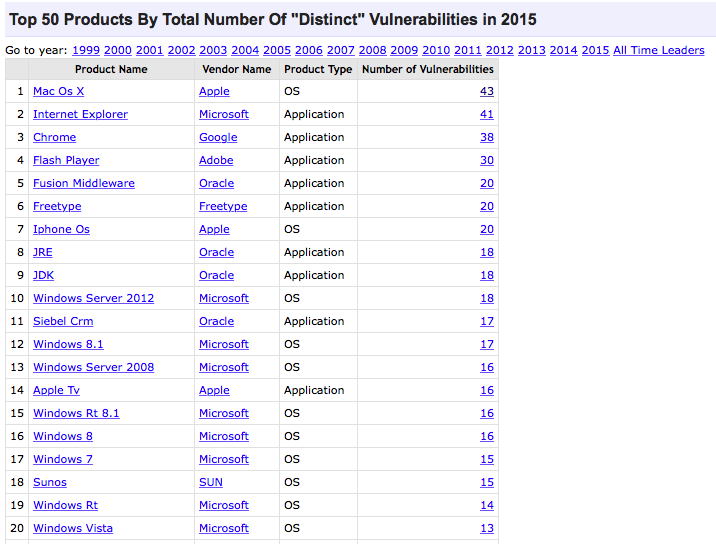 Top 50 Products By Total Number Of "Distinct" Vulnerabilities in 2015
Go to year: 1999 2000 2001 2002 2003 2004 2005 2006 2007 2008 2009 2010 2011 2012 2013 2014 2015 All Time Leaders
Product Name Vendor Name Product Type Number of Vulnerabilities
1 Mac Os X Apple OS 43
2 Internet Explorer Microsoft Application 41
3 Chrome Google Application 38
4 Flash Player Adobe Application 30
5 Fusion Middleware Oracle Application 20
6 Freetype Freetype Application 20
7 Iphone Os Apple OS 20
8 JRE Oracle Application 18
9 JDK Oracle Application 18
10 Windows Server 2012 Microsoft OS 18
11 Siebel Crm Oracle Application 17
12 Windows 8.1 Microsoft OS 17
13 Windows Server 2008 Microsoft OS 16
14 Apple Tv Apple Application 16
15 Windows Rt 8.1 Microsoft OS 16
16 Windows 8 Microsoft OS 16
17 Windows 7 Microsoft OS 15
18 Sunos SUN OS 15
19 Windows Rt Microsoft OS 14
20 Windows Vista Microsoft OS 13